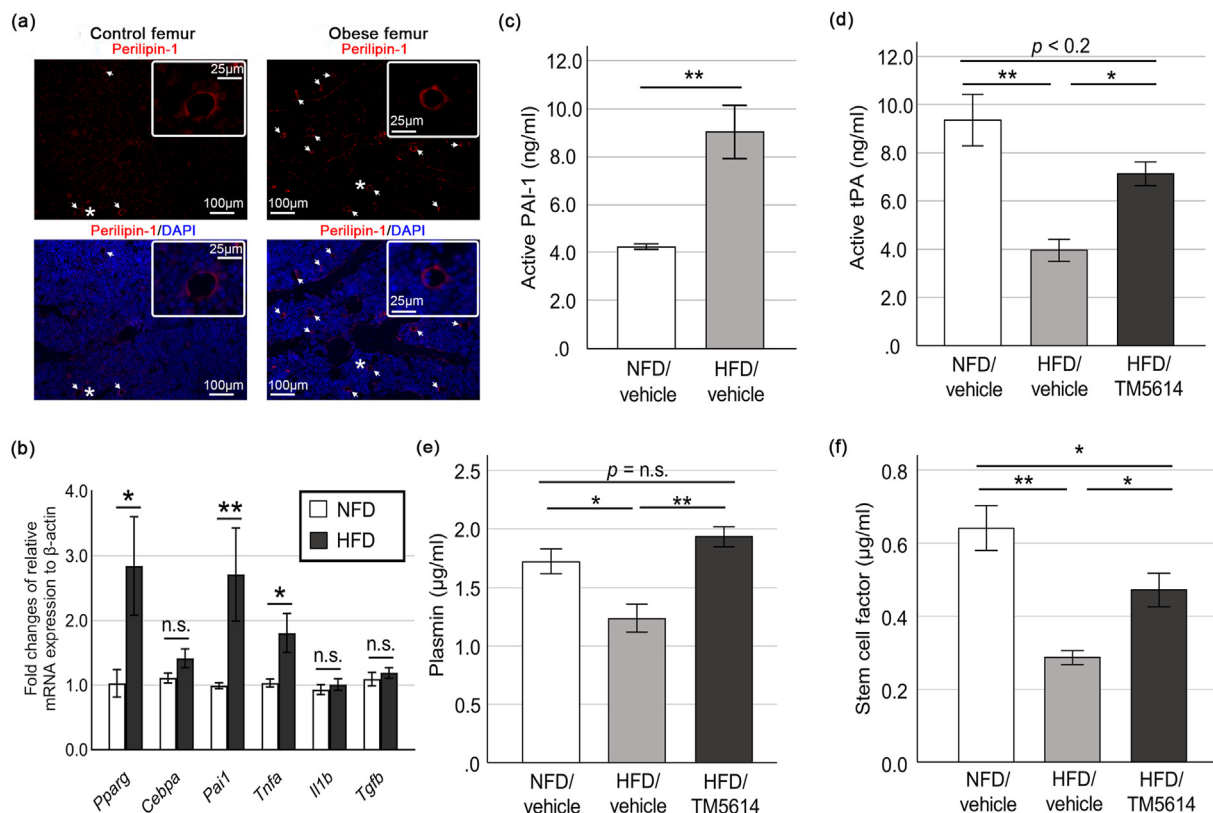 (a)
Control femur
Perilipin-1
25µm
100µm
Obese femur
Perilipin-1
25µm
100µm
Perilipin-1/DAPI
25µm
100µm
Perilipin-1/DAPI
25µm
100µm
*
*
*
*
(b)
Fold changes of relative
mRNA expression to β-actin
4.0
3.0
2.0
1.0
0.0
*
n.s.
**
*
n.s.
n.s.
NFD
HFD
Pparg
Cebpa
Pai1
Tnfa
Il1b
Tgfb
(c)
Active PAI-1 (ng/ml)
12.0
10.0
8.0
6.0
4.0
2.0
.0
**
NFD/
vehicle
HFD/
vehicle
(d)
Active tPA (ng/ml)
12.0
10.0
8.0
6.0
4.0
2.0
.0
p < 0.2
**
*
NFD/
vehicle
HFD/
vehicle
HFD/
TM5614
(e)
Plasmin (µg/ml)
2.5
2.0
1.5
1.0
0.5
.0
p = n.s.
*
**
NFD/
vehicle
HFD/
vehicle
HFD/
TM5614
(f)
Stem cell factor (µg/ml)
0.8
0.6
0.4
0.2
.0
*
**
*
NFD/
vehicle
HFD/
vehicle
HFD/
TM5614